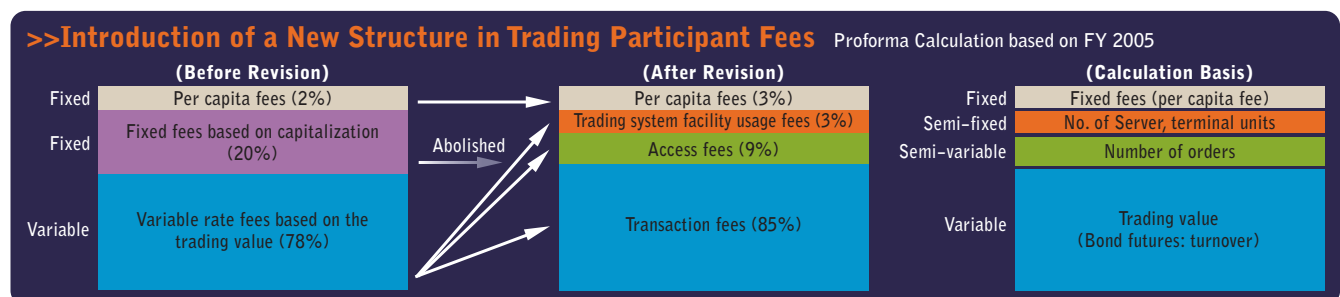 >>Introduction of a New Structure in Trading Participant Fees Proforma Calculation based on FY 2005
(Before Revision)
Fixed
Per capita fees (2%)
Fixed
Fixed fees based on capitalization
(20%)
Variable
Variable rate fees based on the
trading value (78%)
Abolished
(After Revision)
Per capita fees (3%)
Trading system facility usage fees (3%)
Access fees (9%)
Transaction fees (85%)
(Calculation Basis)
Fixed
Fixed fees (per capita fee)
Semi-fixed
No. of Server, terminal units
Semi-variable
Number of orders
Variable
Trading value
(Bond futures: turnover)